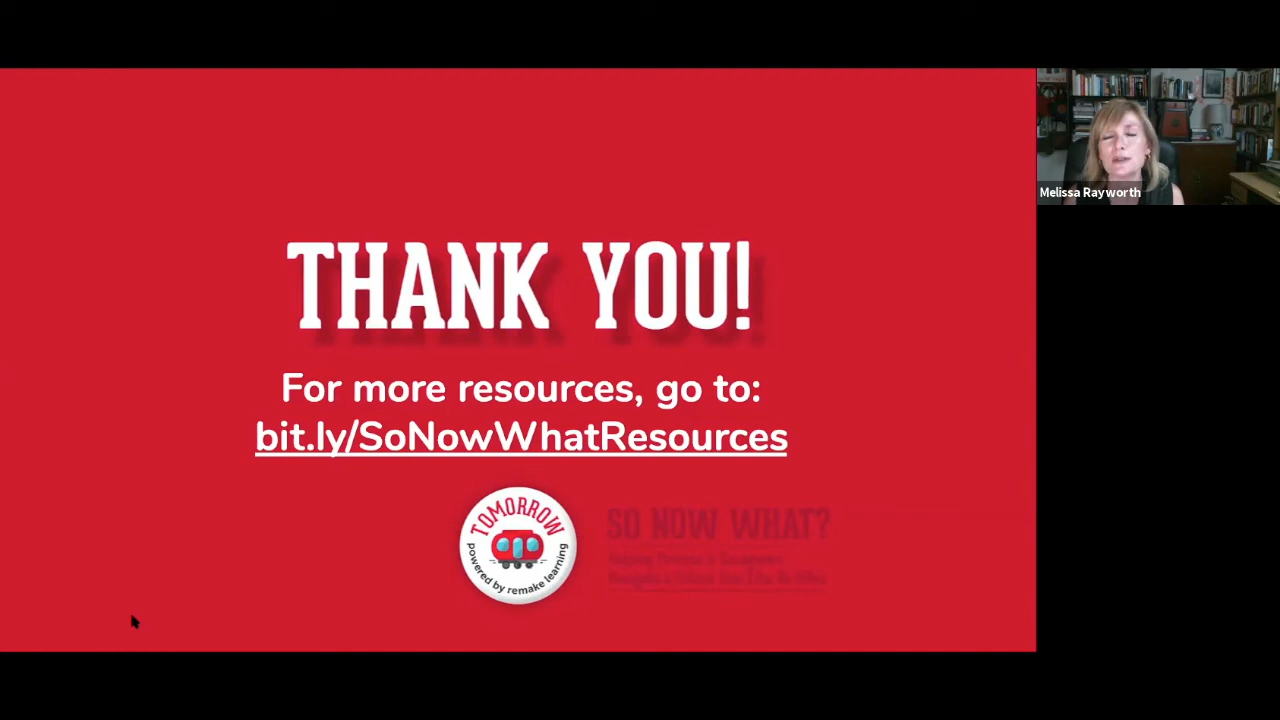 THANK YOU!
For more resources, go to:
bit.ly/SoNowWhatResources
TOMORROW
powered by remake learning
SO NOW WHAT?
Melissa Rayworth